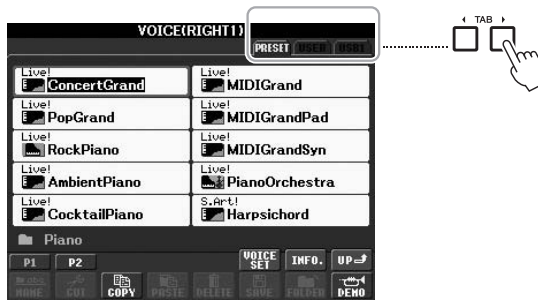 VOICE(RIGHT1)
PRESET USER USB1
TAB
Live!
ConcertGrand
Live!
MIDIGrand
Live!
PopGrand
Live!
MIDIGrandPad
Live!
RockPiano
Live!
MIDIGrandSyn
Live!
AmbientPiano
Live!
PianoOrchestra
Live!
CocktailPiano
S.Art!
Harpsichord
Piano
P1 P2 VOICE SET INFO. UP
NAME CUT COPY PASTE DELETE SAVE FOLDER DEMO